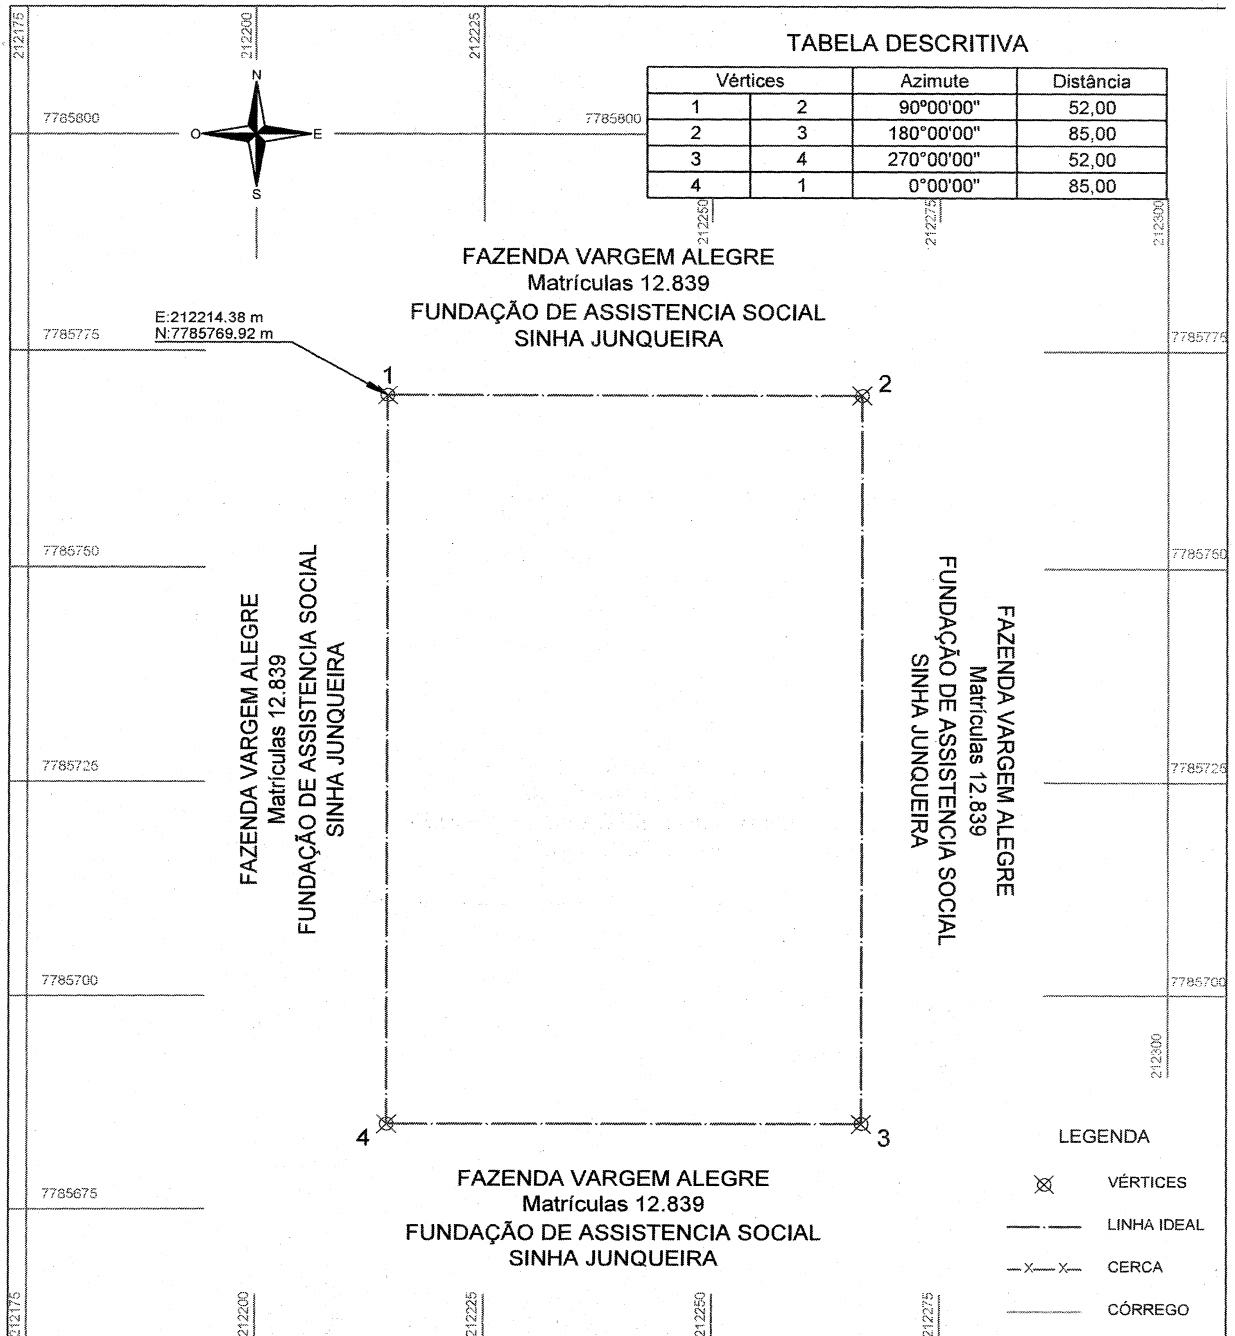 212175
212200
212225
TABELA DESCRITIVA
Vértices Azimute Distância
1 2 90°00'00" 52,00
2 3 180°00'00" 85,00
3 4 270°00'00" 52,00
4 1 0°00'00" 85,00
N
O E
S
7785800
7785800
212250
212275
212300
FAZENDA VARGEM ALEGRE
Matrículas 12.839
FUNDAÇÃO DE ASSISTENCIA SOCIAL
SINHA JUNQUEIRA
E:212214.38 m
N:7785769.92 m
7785775
7785775
1
2
7785750
7785750
FAZENDA VARGEM ALEGRE
Matrículas 12.839
FUNDAÇÃO DE ASSISTENCIA SOCIAL
SINHA JUNQUEIRA
FAZENDA VARGEM ALEGRE
Matrículas 12.839
FUNDAÇÃO DE ASSISTENCIA SOCIAL
SINHA JUNQUEIRA
7785725
7785725
7785700
7785700
212300
4
3
FAZENDA VARGEM ALEGRE
Matrículas 12.839
FUNDAÇÃO DE ASSISTENCIA SOCIAL
SINHA JUNQUEIRA
7785675
LEGENDA
VÉRTICES
LINHA IDEAL
CERCA
CÓRREGO
212175
212200
212225
212250
212275